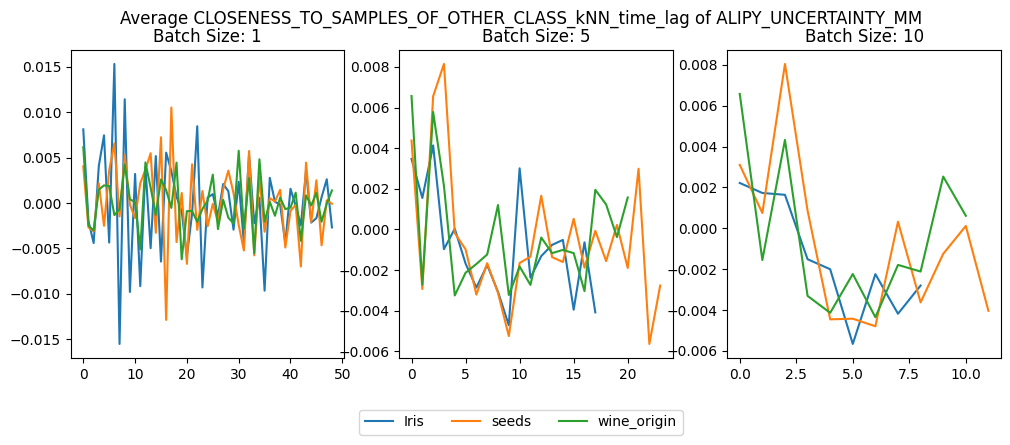 Average CLOSENESS_TO_SAMPLES_OF_OTHER_CLASS_kNN_time_lag of ALIPY_UNCERTAINTY_MM
Batch Size: 1
Batch Size: 5
Batch Size: 10
0.015
0.010
0.005
0.000
−0.005
−0.010
−0.015
0 10 20 30 40 50
0.008
0.006
0.004
0.002
0.000
−0.002
−0.004
−0.006
0 5 10 15 20
0.008
0.006
0.004
0.002
0.000
−0.002
−0.004
−0.006
0.0 2.5 5.0 7.5 10.0
Iris seeds wine_origin